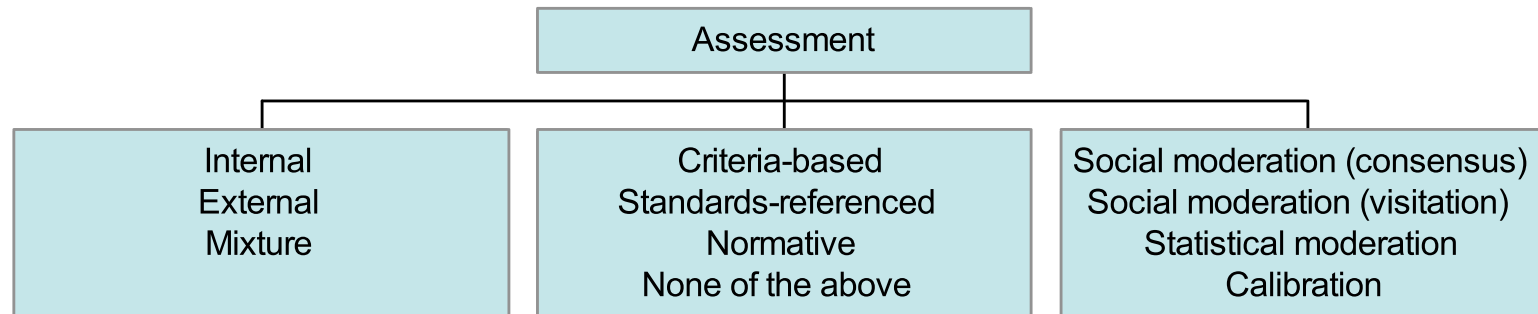 Assessment
Internal
External
Mixture
Criteria-based
Standards-referenced
Normative
None of the above
Social moderation (consensus)
Social moderation (visitation)
Statistical moderation
Calibration